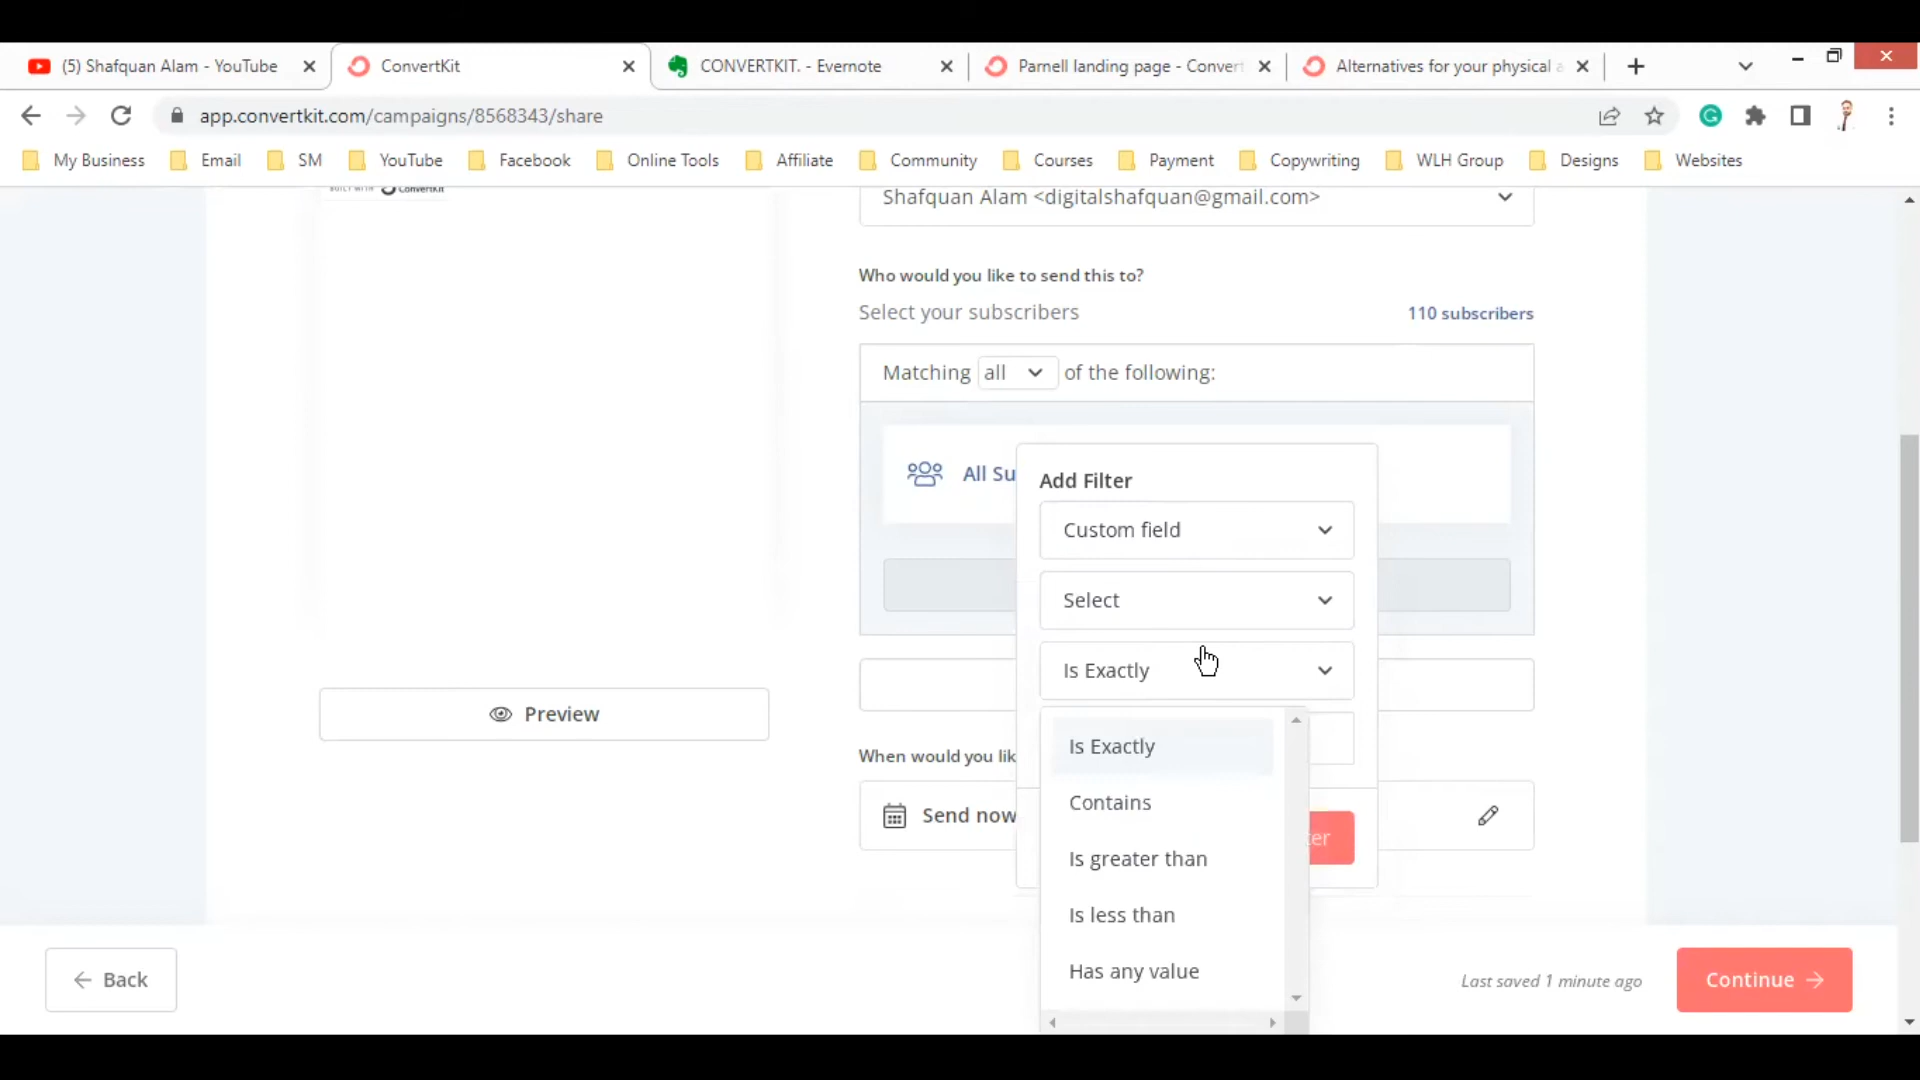 (5) Shafquan Alam - YouTube
ConvertKit
CONVERTKIT. - Evernote
Parnell landing page - Convert
Alternatives for your physical a
app.convertkit.com/campaigns/8568343/share
My Business
Email
SM
YouTube
Facebook
Online Tools
Affiliate
Community
Courses
Payment
Copywriting
WLH Group
Designs
Websites
BUILT WITH ConvertKit
Shafquan Alam <digitalshafquan@gmail.com>
Who would you like to send this to?
Select your subscribers
110 subscribers
Matching all of the following:
All Su
Add Filter
Custom field
Select
Is Exactly
Preview
Is Exactly
When would you lik
Contains
Send now
ter
Is greater than
Is less than
Has any value
Back
Last saved 1 minute ago
Continue